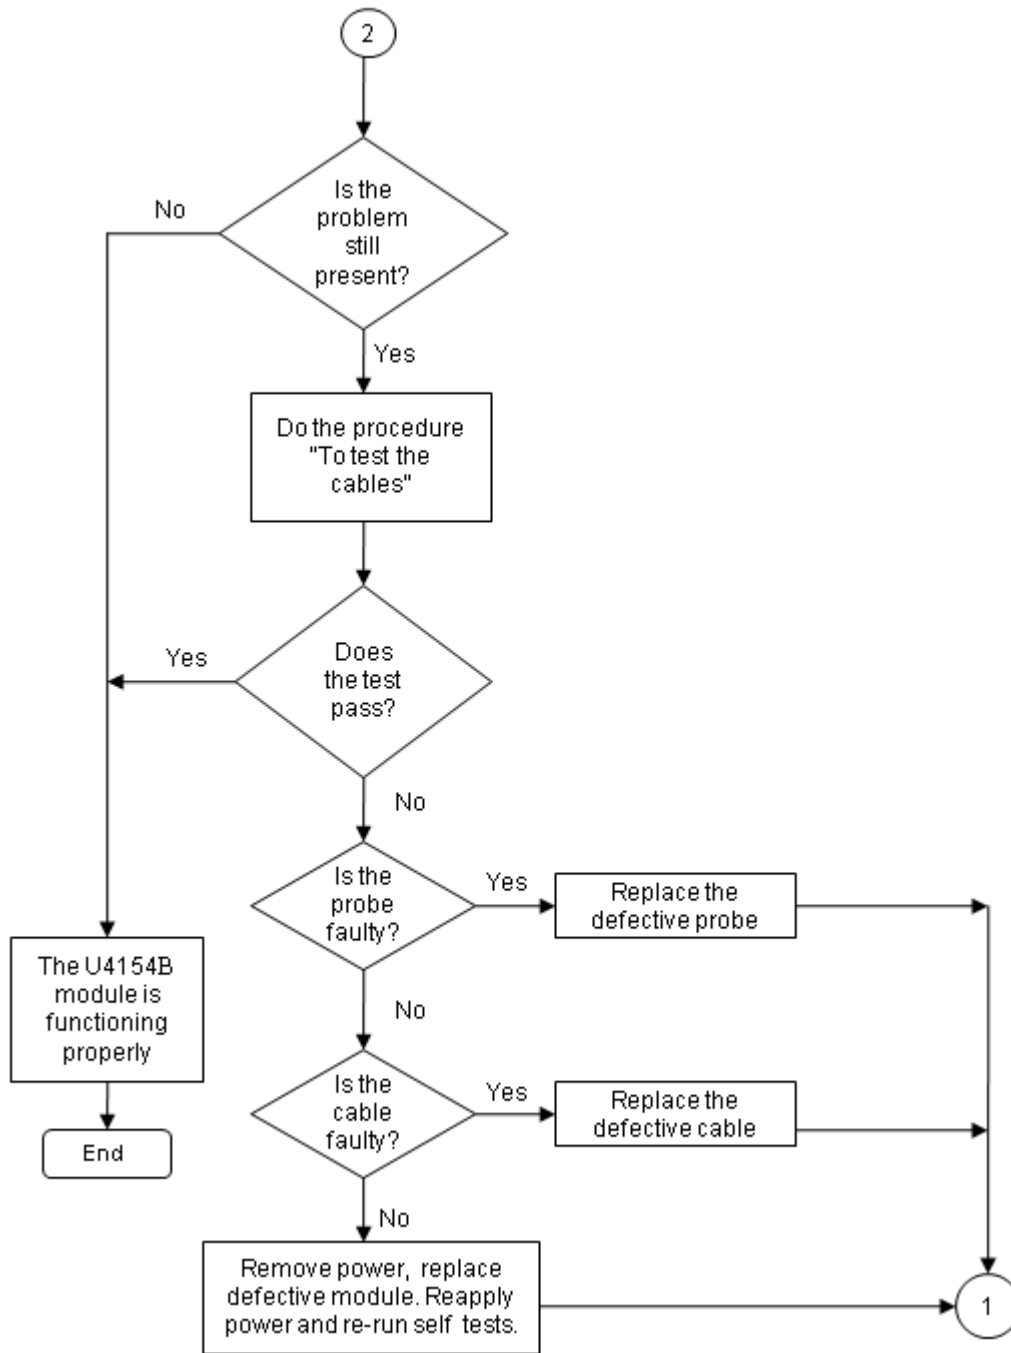 2
Is the
problem
still
present?
No
Yes
Do the procedure
"To test the
cables"
Does
the test
pass?
Yes
No
Is the
probe
faulty?
Yes
Replace the
defective probe
No
The U4154B
module is
functioning
properly
End
Is the
cable
faulty?
Yes
Replace the
defective cable
No
Remove power, replace
defective module. Reapply
power and re-run self tests.
1